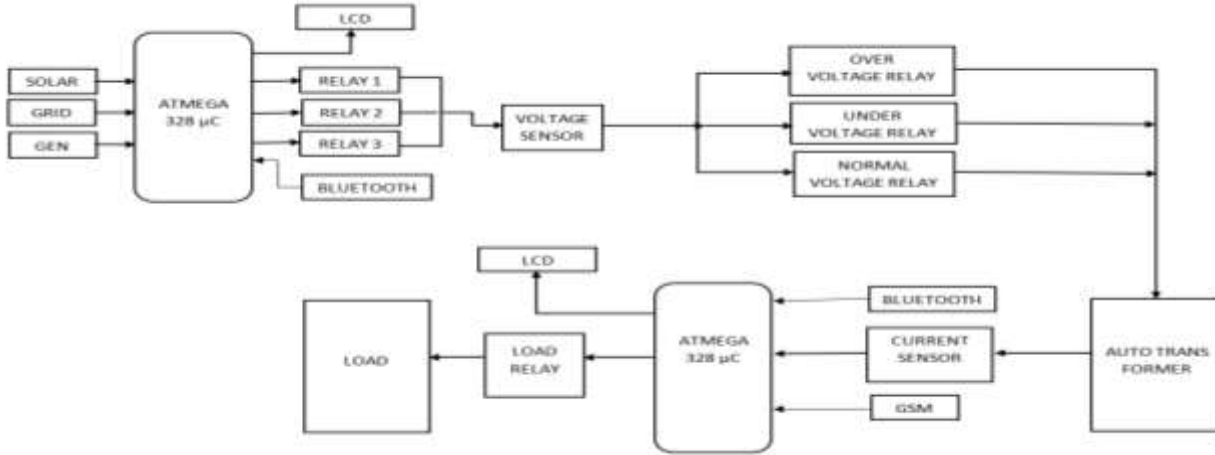 LCD
SOLAR
GRID
GEN
ATMEGA
328 µC
RELAY 1
RELAY 2
RELAY 3
BLUETOOTH
VOLTAGE
SENSOR
OVER
VOLTAGE RELAY
UNDER
VOLTAGE RELAY
NORMAL
VOLTAGE RELAY
LCD
LOAD
LOAD
RELAY
ATMEGA
328 µC
BLUETOOTH
CURRENT
SENSOR
GSM
AUTO TRANS
FORMER